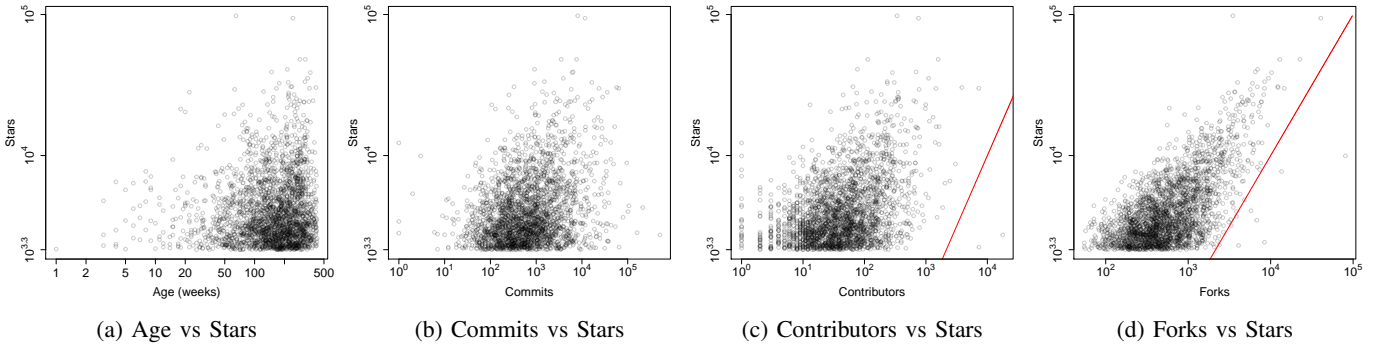 10^5
10^4
10^3.3
Stars
1 2 5 10 20 50 100 500
Age (weeks)
(a) Age vs Stars
10^5
10^4
10^3.3
Stars
10^0 10^1 10^2 10^3 10^4 10^5
Commits
(b) Commits vs Stars
10^5
10^4
10^3.3
Stars
10^0 10^1 10^2 10^3 10^4
Contributors
(c) Contributors vs Stars
10^5
10^4
10^3.3
Stars
10^2 10^3 10^4 10^5
Forks
(d) Forks vs Stars